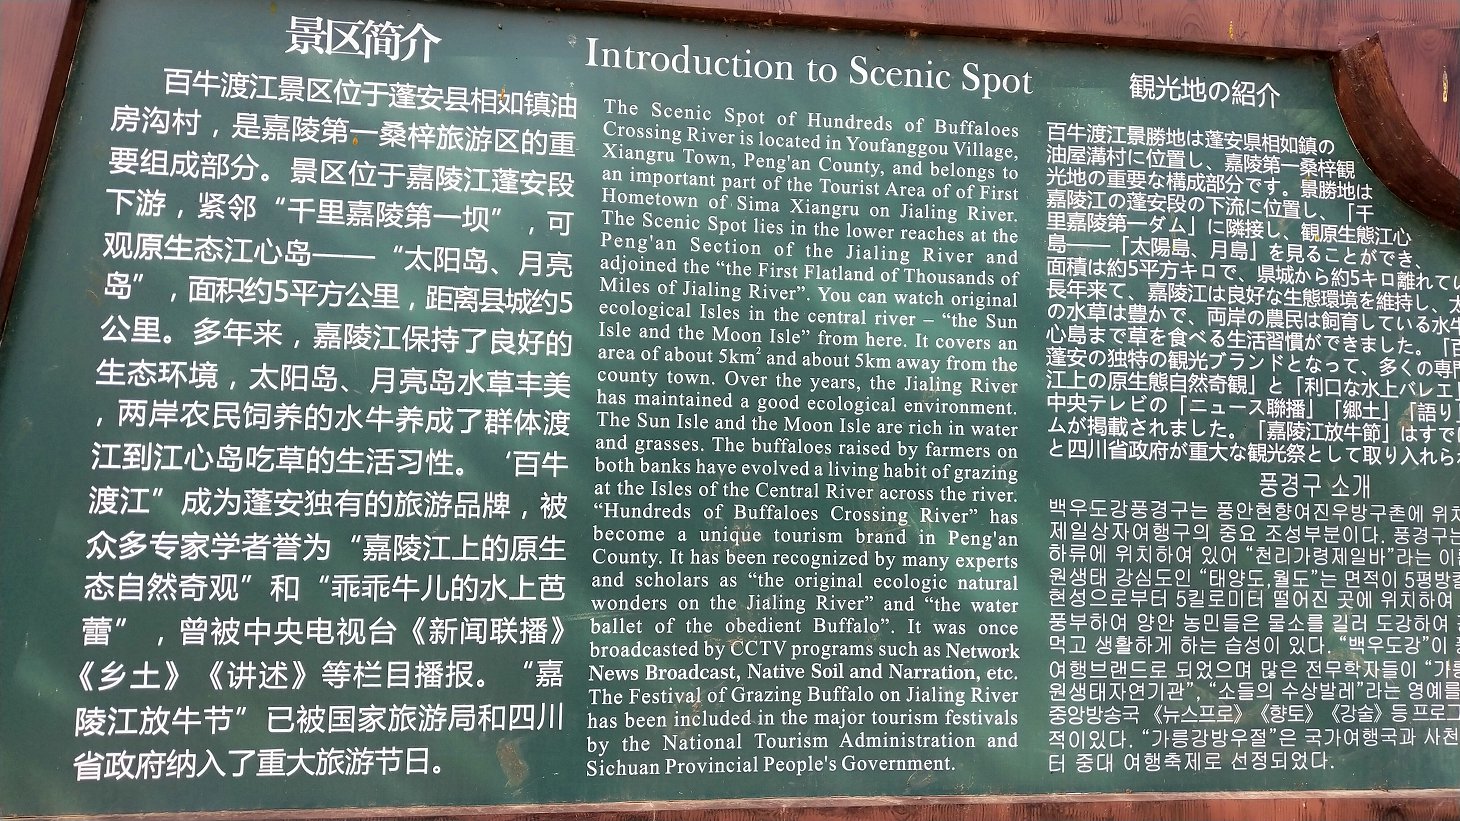 景区简介
百牛渡江景区位于蓬安县相如镇油
房沟村，是嘉陵第一桑梓旅游区的重
要组成部分。景区位于嘉陵江蓬安段
下游，紧邻“千里嘉陵第一坝”，可
观原生态江心岛——“太阳岛、月亮
岛”，面积约5平方公里，距离县城约5
公里。多年来，嘉陵江保持了良好的
生态环境，太阳岛、月亮岛水草丰美
，两岸农民饲养的水牛养成了群体渡
江到江心岛吃草的生活习性。‘百牛
渡江”成为蓬安独有的旅游品牌，被
众多专家学者誉为“嘉陵江上的原生
态自然奇观”和“乖乖牛儿的水上芭
蕾”，曾被中央电视台《新闻联播》
《乡土》《讲述》等栏目播报。“嘉
陵江放牛节”已被国家旅游局和四川
省政府纳入了重大旅游节日。
Introduction to Scenic Spot
The Scenic Spot of Hundreds of Buffaloes
Crossing River is located in Youfanggou Village,
Xiangru Town, Peng'an County, and belongs to
an important part of the Tourist Area of of First
Hometown of Sima Xiangru on Jialing River.
The Scenic Spot lies in the lower reaches at the
Peng'an Section of the Jialing River and
adjoined the “the First Flatland of Thousands of
Miles of Jialing River”. You can watch original
ecological Isles in the central river – “the Sun
Isle and the Moon Isle” from here. It covers an
area of about 5km² and about 5km away from the
county town. Over the years, the Jialing River
has maintained a good ecological environment.
The Sun Isle and the Moon Isle are rich in water
and grasses. The buffaloes raised by farmers on
both banks have evolved a living habit of grazing
at the Isles of the Central River across the river.
“Hundreds of Buffaloes Crossing River” has
become a unique tourism brand in Peng'an
County. It has been recognized by many experts
and scholars as “the original ecologic natural
wonders on the Jialing River” and “the water
ballet of the obedient Buffalo”. It was once
broadcasted by CCTV programs such as Network
News Broadcast, Native Soil and Narration, etc.
The Festival of Grazing Buffalo on Jialing River
has been included in the major tourism festivals
by the National Tourism Administration and
Sichuan Provincial People's Government.
観光地の紹介
百牛渡江景勝地は蓬安県相如鎮の
油屋溝村に位置し、嘉陵第一桑梓観
光地の重要な構成部分です。景勝地は
嘉陵江の蓬安段の下流に位置し、「千
里嘉陵第一ダム」に隣接し、観原生態江心
島——「太陽島、月島」を見ることができ、
面積は約5平方キロで、県城から約5キロ離れてい
長年来て、嘉陵江は良好な生態環境を維持し、太
の水草は豊かで、両岸の農民は飼育している水牛
心島まで草を食べる生活習慣ができました。「百
蓬安の独特の観光ブランドとなって、多くの専門
江上の原生態自然奇観」と「利口な水上バレエ」
中央テレビの「ニュース聯播」「郷土」「語り」
ムが掲載されました。「嘉陵江放牛節」はすでに
と四川省政府が重大な観光祭として取り入れられ
풍경구 소개
백우도강풍경구는 풍안현향여진우방구촌에 위치
제일상자여행구의 중요 조성부분이다. 풍경구는
하류에 위치하여 있어 “천리가령제일바”라는 이름
원생태 강심도인 “태양도,월도”는 면적이 5평방킬
현성으로부터 5킬로미터 떨어진 곳에 위치하여
풍부하여 양안 농민들은 물소를 길러 도강하여
먹고 생활하게 하는 습성이 있다. “백우도강”이
여행브랜드로 되었으며 많은 전무학자들이 “가릉
원생태자연기관”, “소들의 수상발레”라는 영예를
중앙방송국 《뉴스프로》 《향토》 《강술》 등 프로그
적이있다. “가릉강방우절”은 국가여행국과 사천
터 중대 여행축제로 선정되었다.